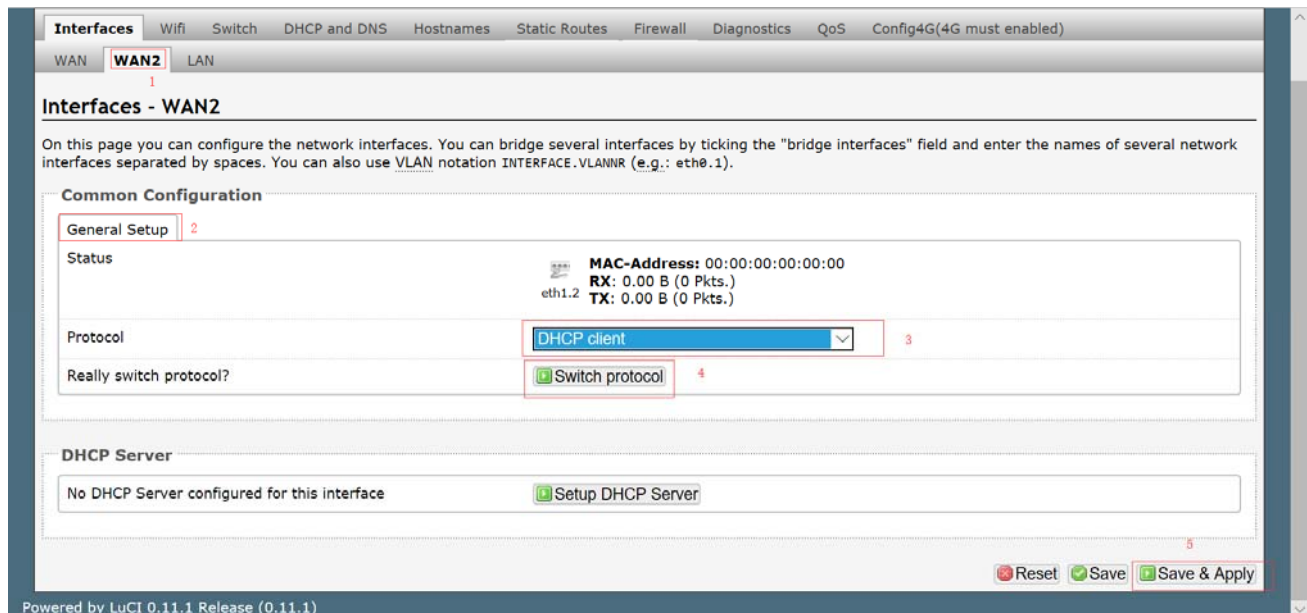 Interfaces Wifi Switch DHCP and DNS Hostnames Static Routes Firewall Diagnostics QoS Config4G(4G must enabled)
WAN WAN2 LAN
1
Interfaces - WAN2
On this page you can configure the network interfaces. You can bridge several interfaces by ticking the "bridge interfaces" field and enter the names of several network
interfaces separated by spaces. You can also use VLAN notation INTERFACE.VLANNR (e.g.: eth0.1).
Common Configuration
General Setup 2
Status
MAC-Address: 00:00:00:00:00:00
RX: 0.00 B (0 Pkts.)
eth1.2 TX: 0.00 B (0 Pkts.)
Protocol DHCP client 3
Really switch protocol? Switch protocol 4
DHCP Server
No DHCP Server configured for this interface Setup DHCP Server
5
Reset Save Save & Apply
Powered by LuCI 0.11.1 Release (0.11.1)